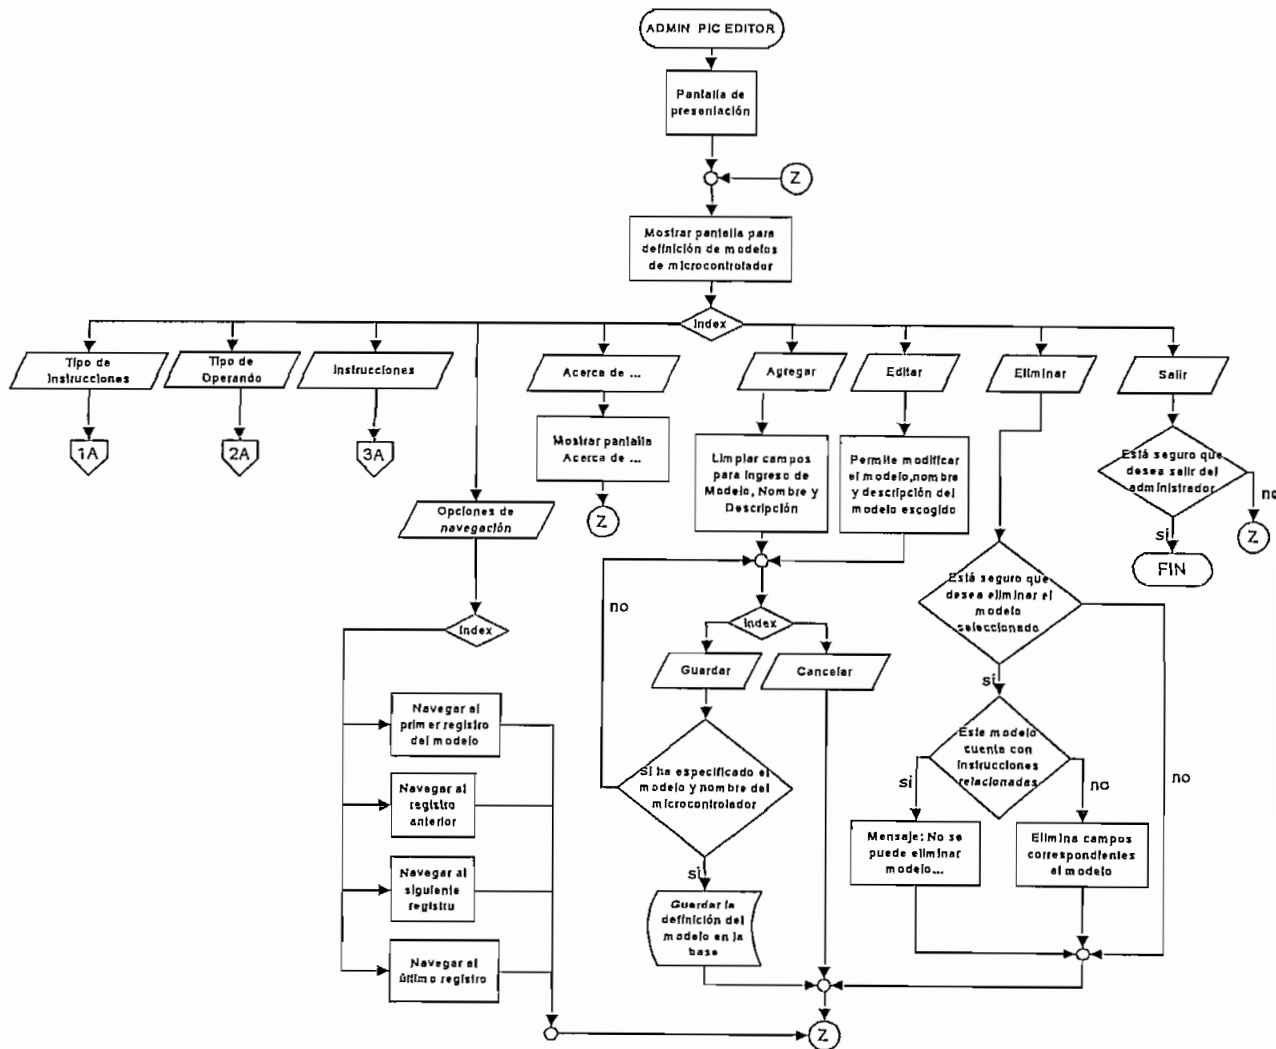 ADMIN PIC EDITOR
Pantalla de
presentación
Z
Mostrar pantalla para
definición de modelos
de microcontrolador
Index
Tipo de
Instrucciones
Tipo de
Operando
Instrucciones
Acerca de ...
Agregar
Editar
Eliminar
Salir
1A
2A
3A
Mostrar pantalla
Acerca de ...
Z
Limpiar campos
para Ingreso de
Modelo, Nombre y
Descripción
Permite modificar
el modelo,nombre
y descripción del
modelo escogido
Está seguro que
desea salir del
administrador
no
Z
si
FIN
Opciones de
navegación
Index
Navegar al
primer registro
del modelo
Navegar al
registro
anterior
Navegar al
siguiente
registro
Navegar al
último registro
no
Index
Guardar
Cancelar
Si ha especificado el
modelo y nombre del
microcontrolador
si
Guardar la
definición del
modelo en la
base
Está seguro que
desea eliminar el
modelo
seleccionado
si
no
Este modelo
cuenta con
instrucciones
relacionadas
si
no
Mensaje: No se
puede eliminar
modelo...
Elimina campos
correspondientes
al modelo
Z